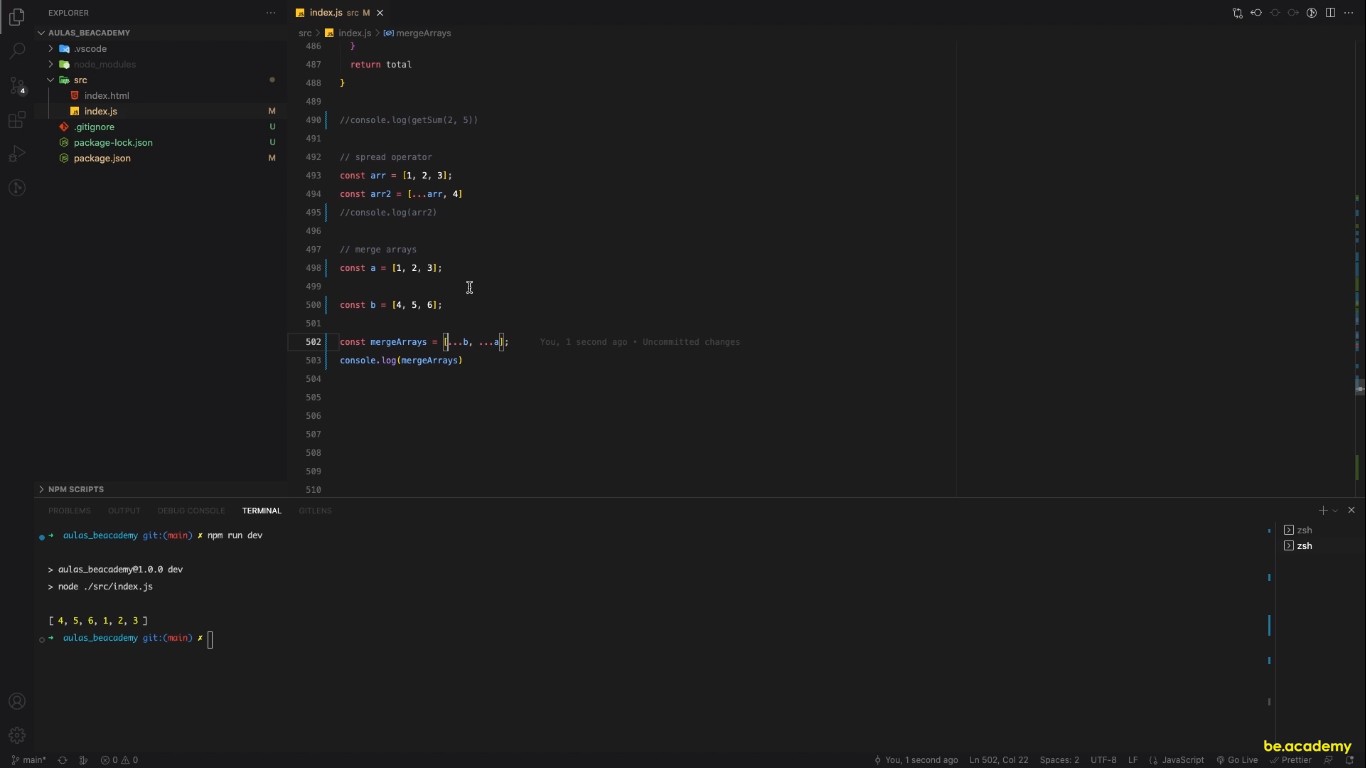 EXPLORER
AULAS_BEACADEMY
.vscode
node_modules
src
index.html
index.js M
.gitignore U
package-lock.json U
package.json M
NPM SCRIPTS
4
index.js src M
src > index.js > mergeArrays
486 }
487 return total
488 }
489
490 //console.log(getSum(2, 5))
491
492 // spread operator
493 const arr = [1, 2, 3];
494 const arr2 = [...arr, 4]
495 //console.log(arr2)
496
497 // merge arrays
498 const a = [1, 2, 3];
499
500 const b = [4, 5, 6];
501
502 const mergeArrays = [...b, ...a]; You, 1 second ago • Uncommitted changes
503 console.log(mergeArrays)
504
505
506
507
508
509
510
PROBLEMS OUTPUT DEBUG CONSOLE TERMINAL GITLENS
➜ aulas_beacademy git:(main) ✗ npm run dev
> aulas_beacademy@1.0.0 dev
> node ./src/index.js
[ 4, 5, 6, 1, 2, 3 ]
➜ aulas_beacademy git:(main) ✗
zsh
zsh
be.academy
main* 0 0 You, 1 second ago Ln 502, Col 22 Spaces: 2 UTF-8 LF JavaScript Go Live Prettier